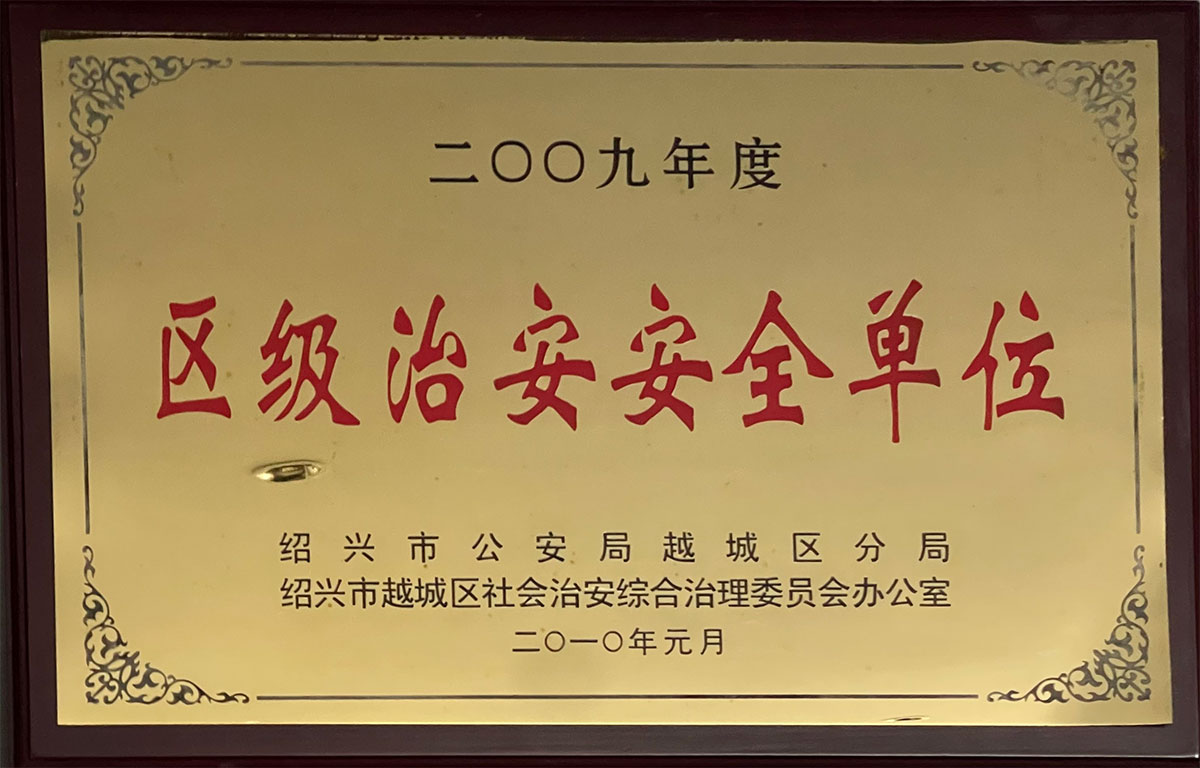 二〇〇九年度
区级治安安全单位
绍兴市公安局越城区分局
绍兴市越城区社会治安综合治理委员会办公室
二〇一〇年元月